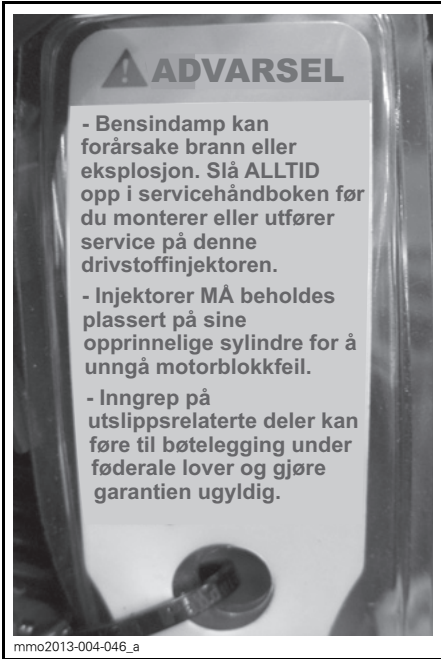 ADVARSEL
- Bensindamp kan
forårsake brann eller
eksplosjon. Slå ALLTID
opp i servicehåndboken før
du monterer eller utfører
service på denne
drivstoffinjektoren.
- Injektorer MÅ beholdes
plassert på sine
opprinnelige sylindre for å
unngå motorblokkfeil.
- Inngrep på
utslippsrelaterte deler kan
føre til bøtelegging under
føderale lover og gjøre
garantien ugyldig.
mmo2013-004-046_a